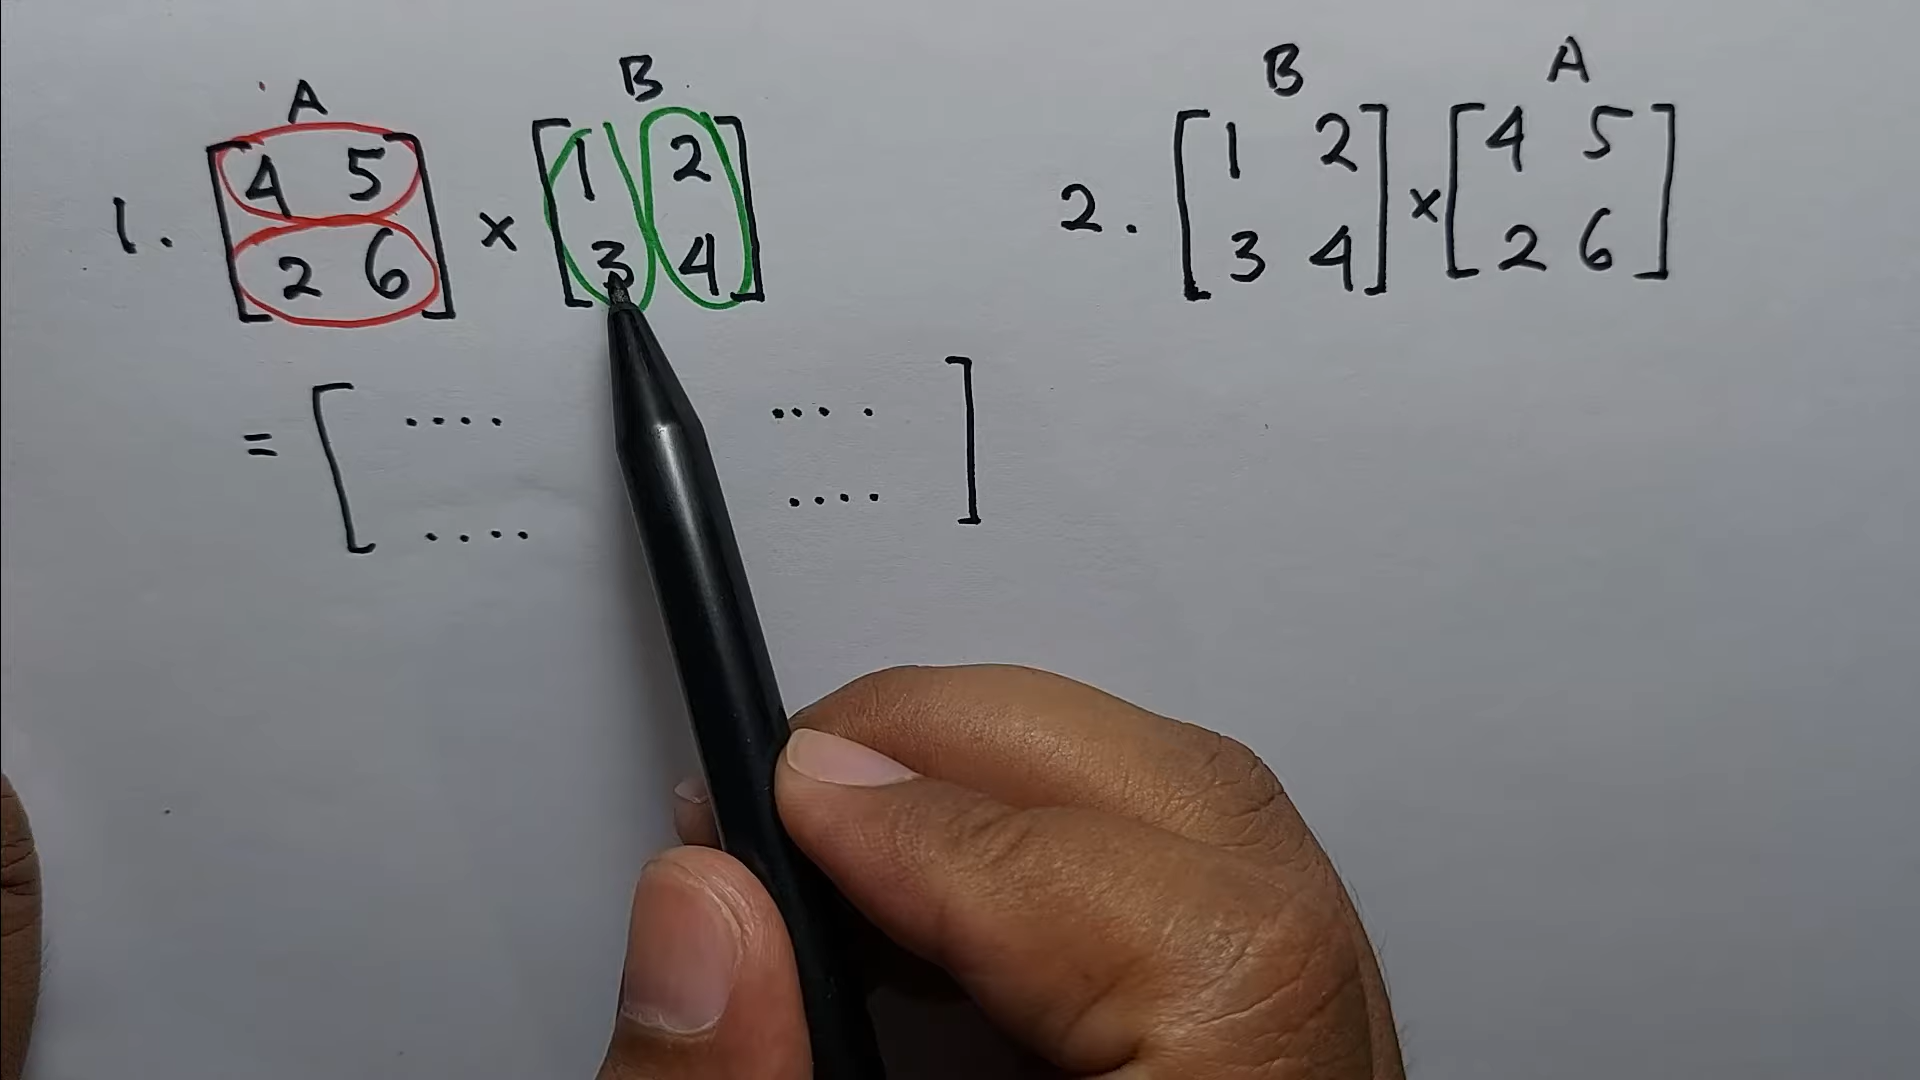 A B
1. [4 5] × [1 2]
[2 6] [3 4]
= [.... ....]
[.... ....]
B A
2. [1 2] × [4 5]
[3 4] [2 6]